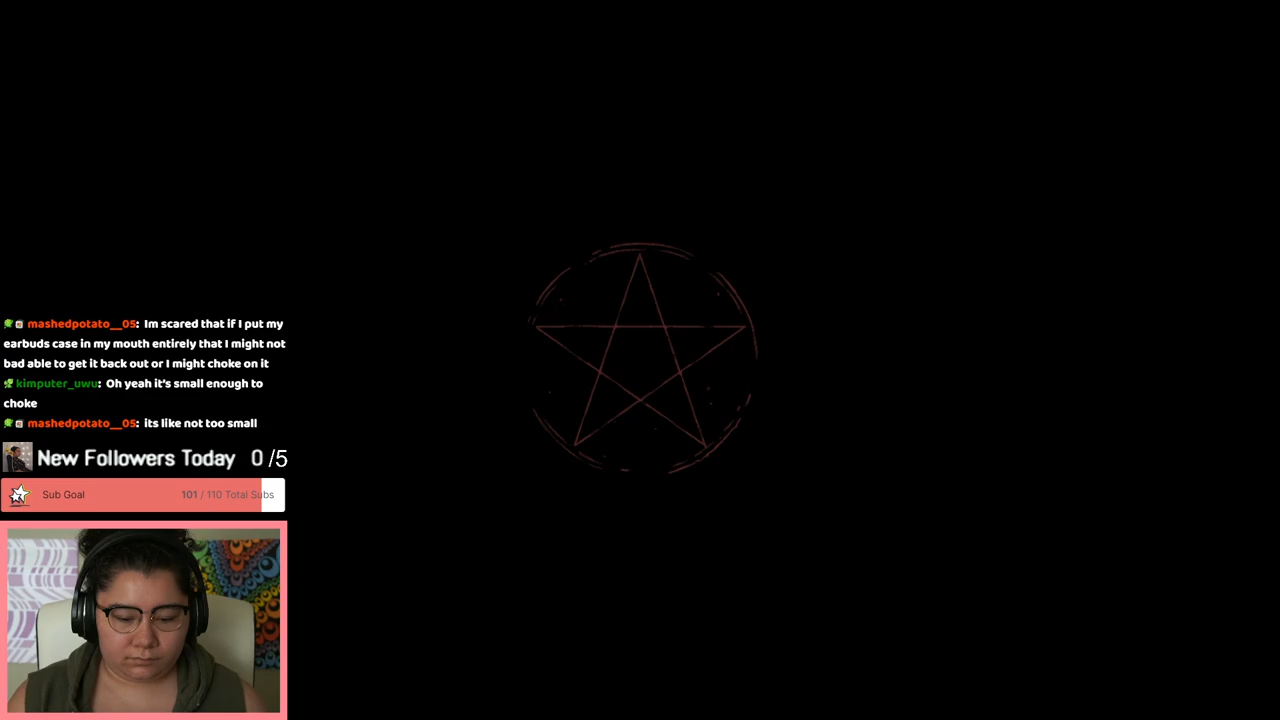 mashedpotato__05: Im scared that if I put my
earbuds case in my mouth entirely that I might not
bad able to get it back out or I might choke on it
kimputer_uwu: Oh yeah it's small enough to
choke
mashedpotato__05: its like not too small
New Followers Today 0 /5
Sub Goal 101 / 110 Total Subs